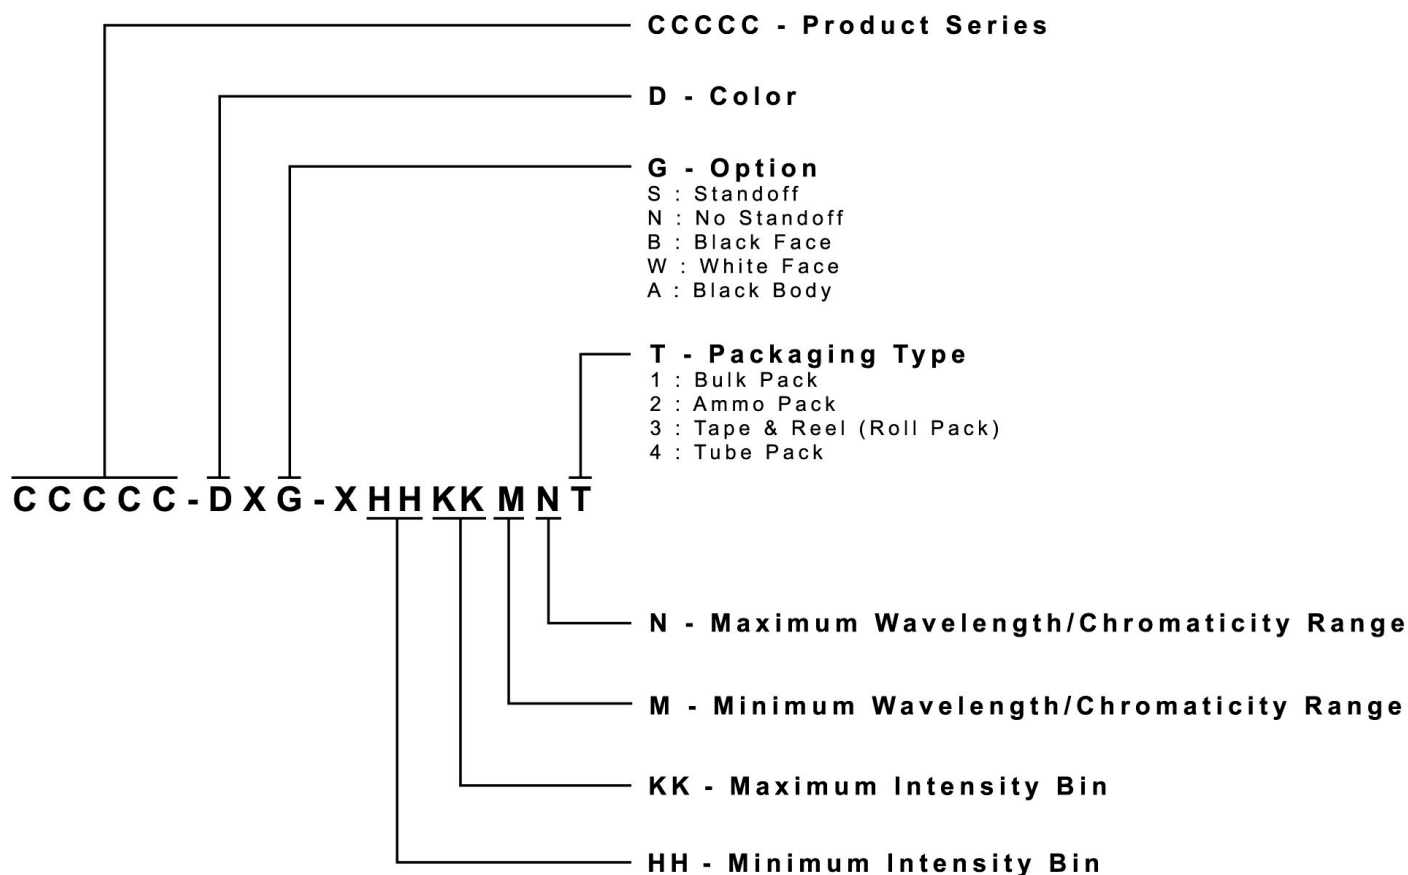 CCCCC - Product Series
D - Color
G - Option
S : Standoff
N : No Standoff
B : Black Face
W : White Face
A : Black Body
T - Packaging Type
1 : Bulk Pack
2 : Ammo Pack
3 : Tape & Reel (Roll Pack)
4 : Tube Pack
CCCCC-DXG-XHHKKMNT
N - Maximum Wavelength/Chromaticity Range
M - Minimum Wavelength/Chromaticity Range
KK - Maximum Intensity Bin
HH - Minimum Intensity Bin